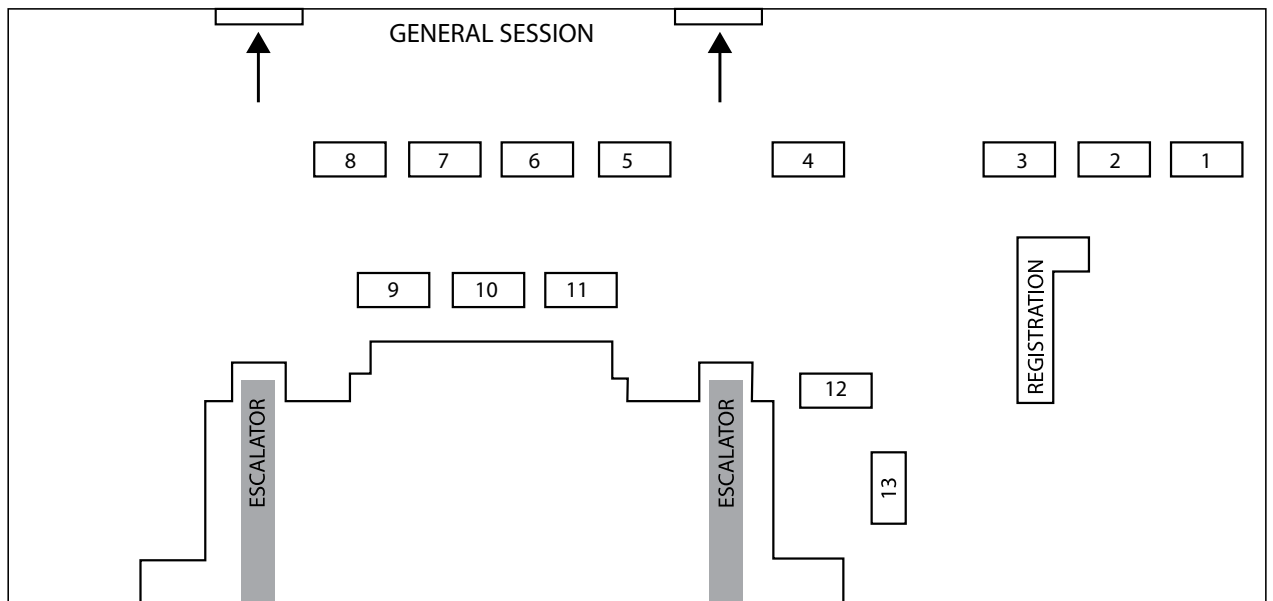 GENERAL SESSION
8 7 6 5 4 3 2 1
REGISTRATION
9 10 11
12
ESCALATOR
ESCALATOR
13